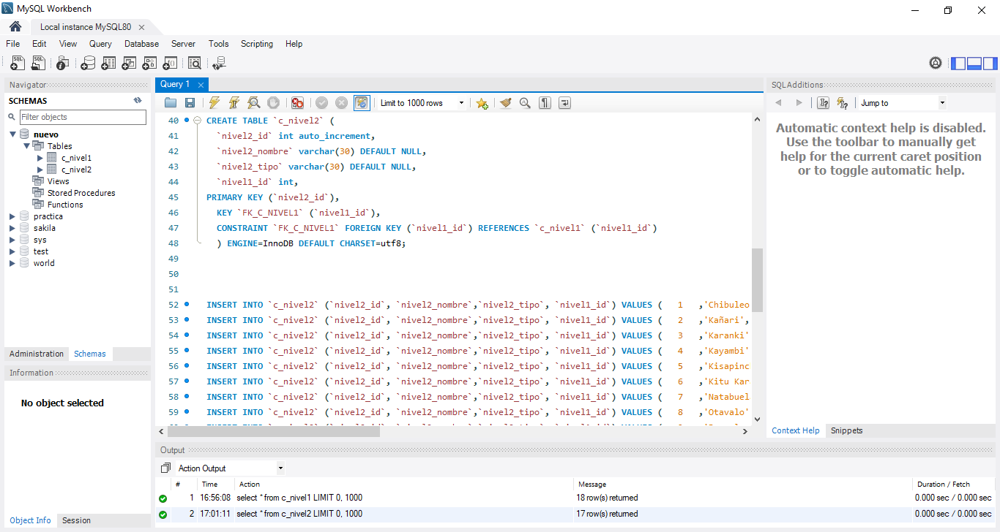 MySQL Workbench
Local instance MySQL80
File Edit View Query Database Server Tools Scripting Help
Navigator
SCHEMAS
Filter objects
nuevo
Tables
c_nivel1
c_nivel2
Views
Stored Procedures
Functions
practica
sakila
sys
test
world
Administration Schemas
Information
No object selected
Object Info Session
Query 1
Limit to 1000 rows
40 CREATE TABLE `c_nivel2` (
41 `nivel2_id` int auto_increment,
42 `nivel2_nombre` varchar(30) DEFAULT NULL,
43 `nivel2_tipo` varchar(30) DEFAULT NULL,
44 `nivel1_id` int,
45 PRIMARY KEY (`nivel2_id`),
46 KEY `FK_C_NIVEL1` (`nivel1_id`),
47 CONSTRAINT `FK_C_NIVEL1` FOREIGN KEY (`nivel1_id`) REFERENCES `c_nivel1` (`nivel1_id`)
48 ) ENGINE=InnoDB DEFAULT CHARSET=utf8;
49
50
51
52 INSERT INTO `c_nivel2` (`nivel2_id`, `nivel2_nombre`,`nivel2_tipo`, `nivel1_id`) VALUES ( 1 ,'Chibuleo
53 INSERT INTO `c_nivel2` (`nivel2_id`, `nivel2_nombre`,`nivel2_tipo`, `nivel1_id`) VALUES ( 2 ,'Kañari',
54 INSERT INTO `c_nivel2` (`nivel2_id`, `nivel2_nombre`,`nivel2_tipo`, `nivel1_id`) VALUES ( 3 ,'Karanki'
55 INSERT INTO `c_nivel2` (`nivel2_id`, `nivel2_nombre`,`nivel2_tipo`, `nivel1_id`) VALUES ( 4 ,'Kayambi'
56 INSERT INTO `c_nivel2` (`nivel2_id`, `nivel2_nombre`,`nivel2_tipo`, `nivel1_id`) VALUES ( 5 ,'Kisapinc
57 INSERT INTO `c_nivel2` (`nivel2_id`, `nivel2_nombre`,`nivel2_tipo`, `nivel1_id`) VALUES ( 6 ,'Kitu Kar
58 INSERT INTO `c_nivel2` (`nivel2_id`, `nivel2_nombre`,`nivel2_tipo`, `nivel1_id`) VALUES ( 7 ,'Natabuel
59 INSERT INTO `c_nivel2` (`nivel2_id`, `nivel2_nombre`,`nivel2_tipo`, `nivel1_id`) VALUES ( 8 ,'Otavalo'
SQLAdditions
Jump to
Automatic context help is disabled.
Use the toolbar to manually get
help for the current caret position
or to toggle automatic help.
Context Help Snippets
Output
Action Output
# Time Action Message Duration / Fetch
1 16:56:08 select * from c_nivel1 LIMIT 0, 1000 18 row(s) returned 0.000 sec / 0.000 sec
2 17:01:11 select * from c_nivel2 LIMIT 0, 1000 17 row(s) returned 0.000 sec / 0.000 sec